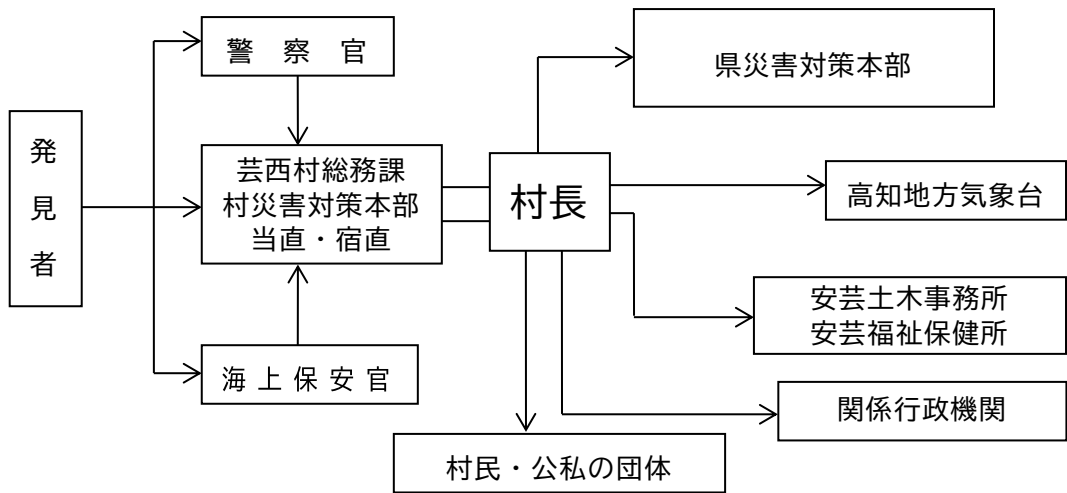 警察官
県災害対策本部
発見者
芸西村総務課
村災害対策本部
当直・宿直
村長
高知地方気象台
安芸土木事務所
安芸福祉保健所
海上保安官
関係行政機関
村民・公私の団体